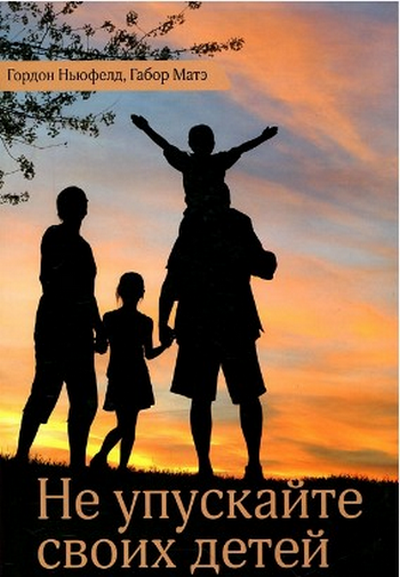 Гордон Ньюфелд, Габор Матэ
Не упускайте
своих детей